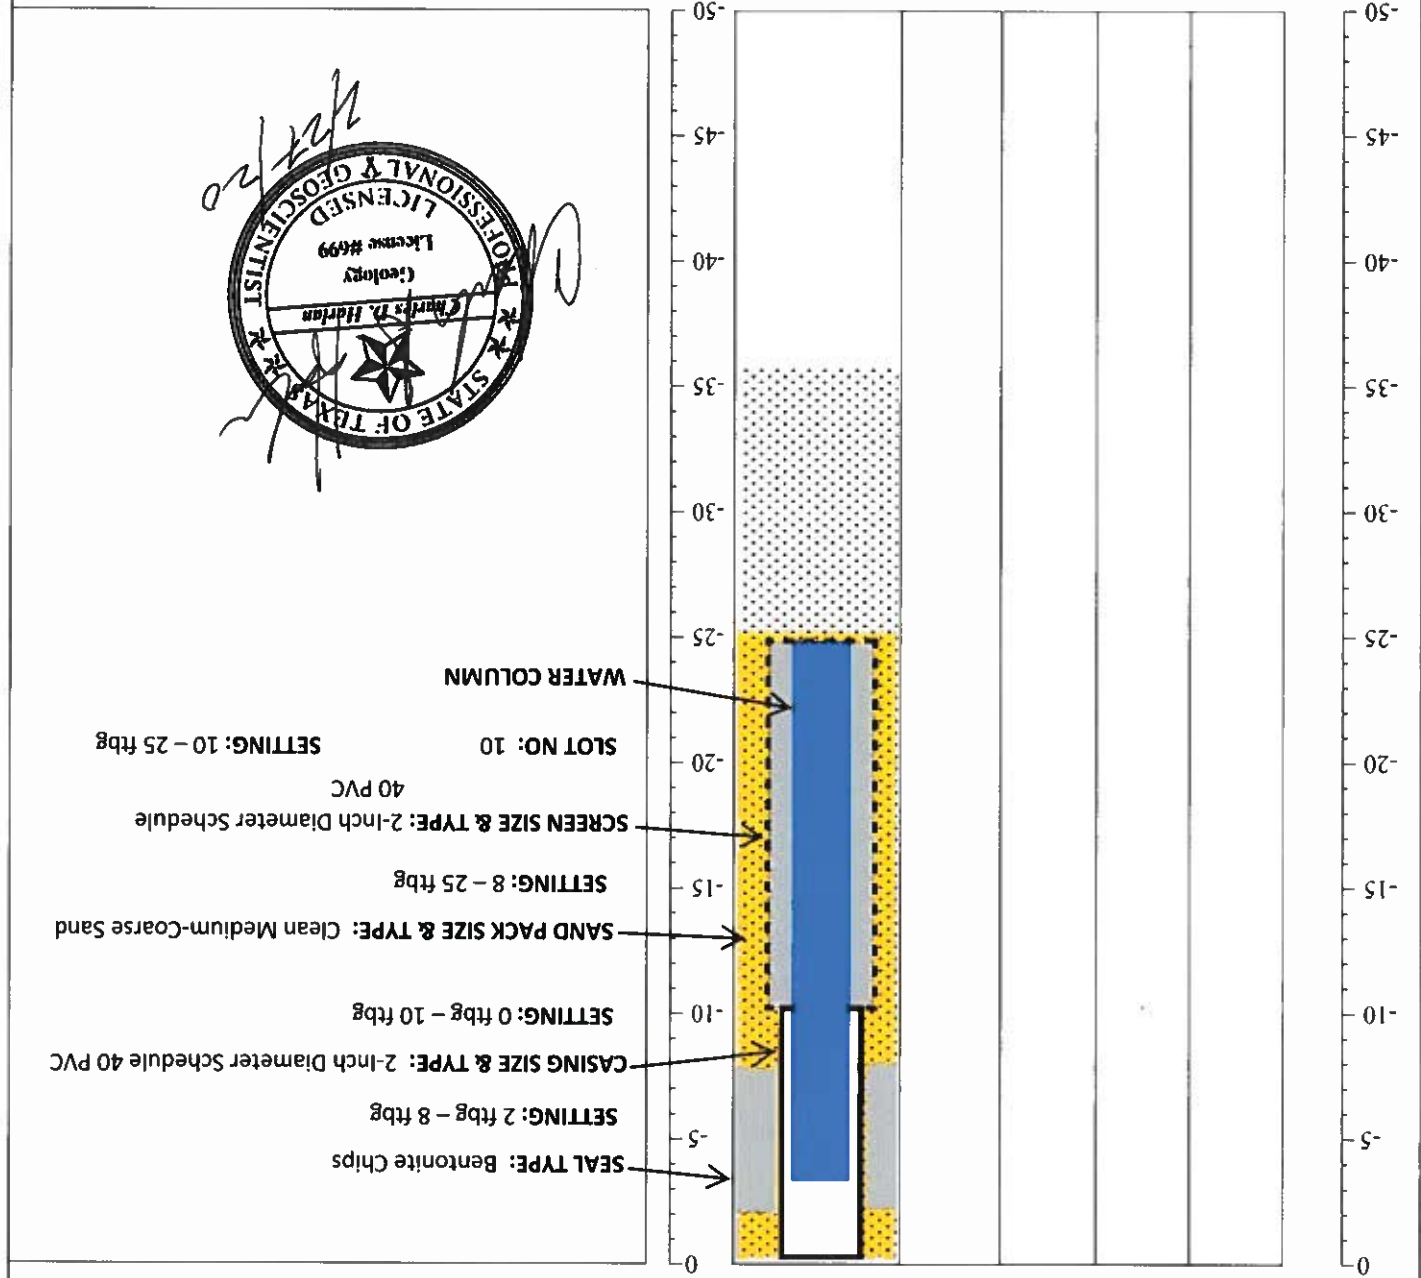 0
-5
-10
-15
-20
-25
-30
-35
-40
-45
-50
0
-5
-10
-15
-20
-25
-30
-35
-40
-45
-50
SEAL TYPE: Bentonite Chips
SETTING: 2 ftbg – 8 ftbg
CASING SIZE & TYPE: 2-Inch Diameter Schedule 40 PVC
SETTING: 0 ftbg – 10 ftbg
SAND PACK SIZE & TYPE: Clean Medium-Coarse Sand
SETTING: 8 – 25 ftbg
SCREEN SIZE & TYPE: 2-Inch Diameter Schedule
40 PVC
SLOT NO: 10 SETTING: 10 – 25 ftbg
WATER COLUMN
STATE OF TEXAS
Charles D. Harlan
Geology
License #699
LICENSED
PROFESSIONAL GEOSCIENTIST